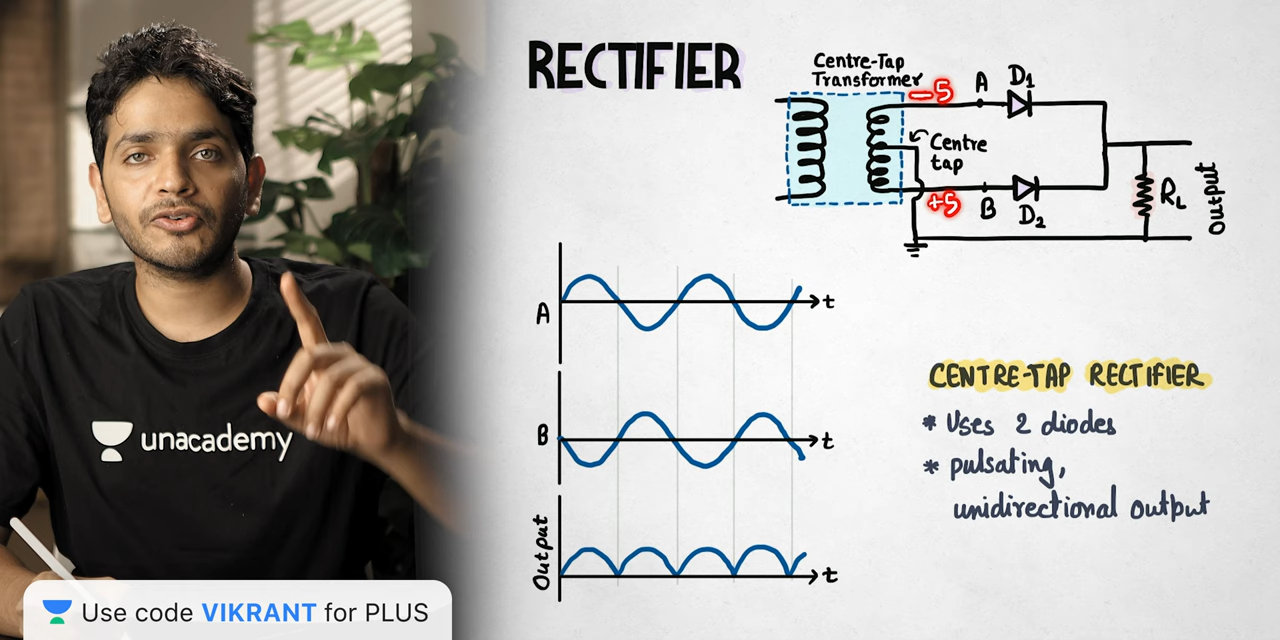 RECTIFIER
Centre-Tap
Transformer
-5
A
D1
Centre
tap
+5
B
D2
RL
Output
A
t
B
t
Output
t
CENTRE-TAP RECTIFIER
* Uses 2 diodes
* pulsating,
unidirectional output
unacademy
Use code VIKRANT for PLUS